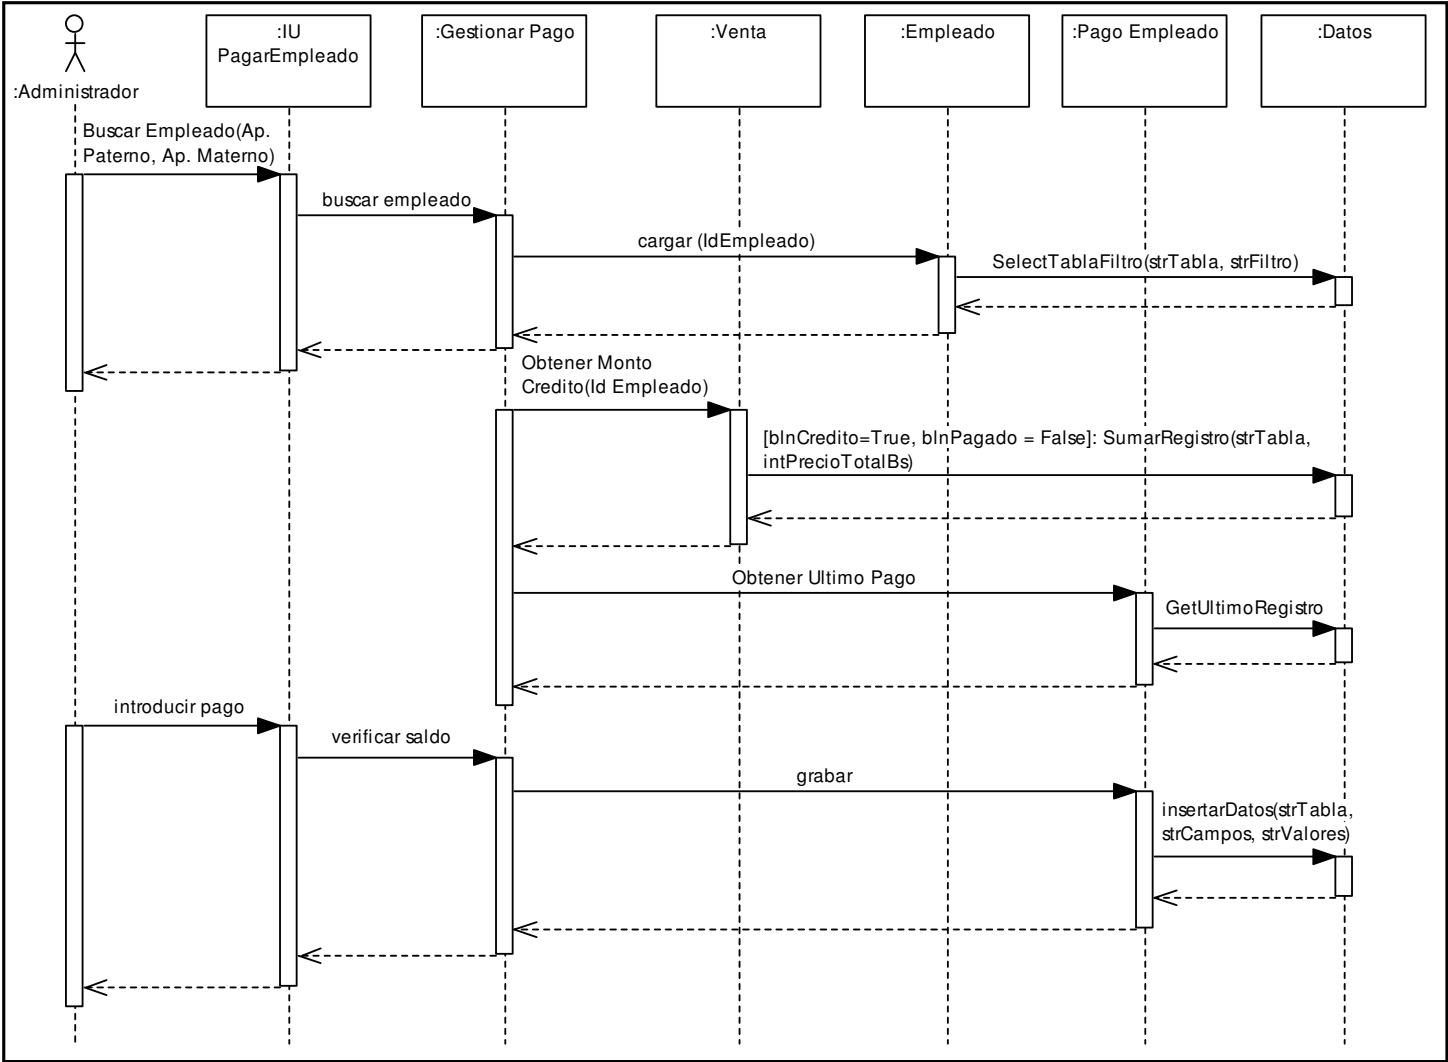 :Administrador
:IU
PagarEmpleado
:Gestionar Pago
:Venta
:Empleado
:Pago Empleado
:Datos
Buscar Empleado(Ap.
Paterno, Ap. Materno)
buscar empleado
cargar (IdEmpleado)
SelectTablaFiltro(strTabla, strFiltro)
Obtener Monto
Credito(Id Empleado)
[blnCredito=True, blnPagado = False]: SumarRegistro(strTabla,
intPrecioTotalBs)
Obtener Ultimo Pago
GetUltimoRegistro
introducir pago
verificar saldo
grabar
insertarDatos(strTabla,
strCampos, strValores)